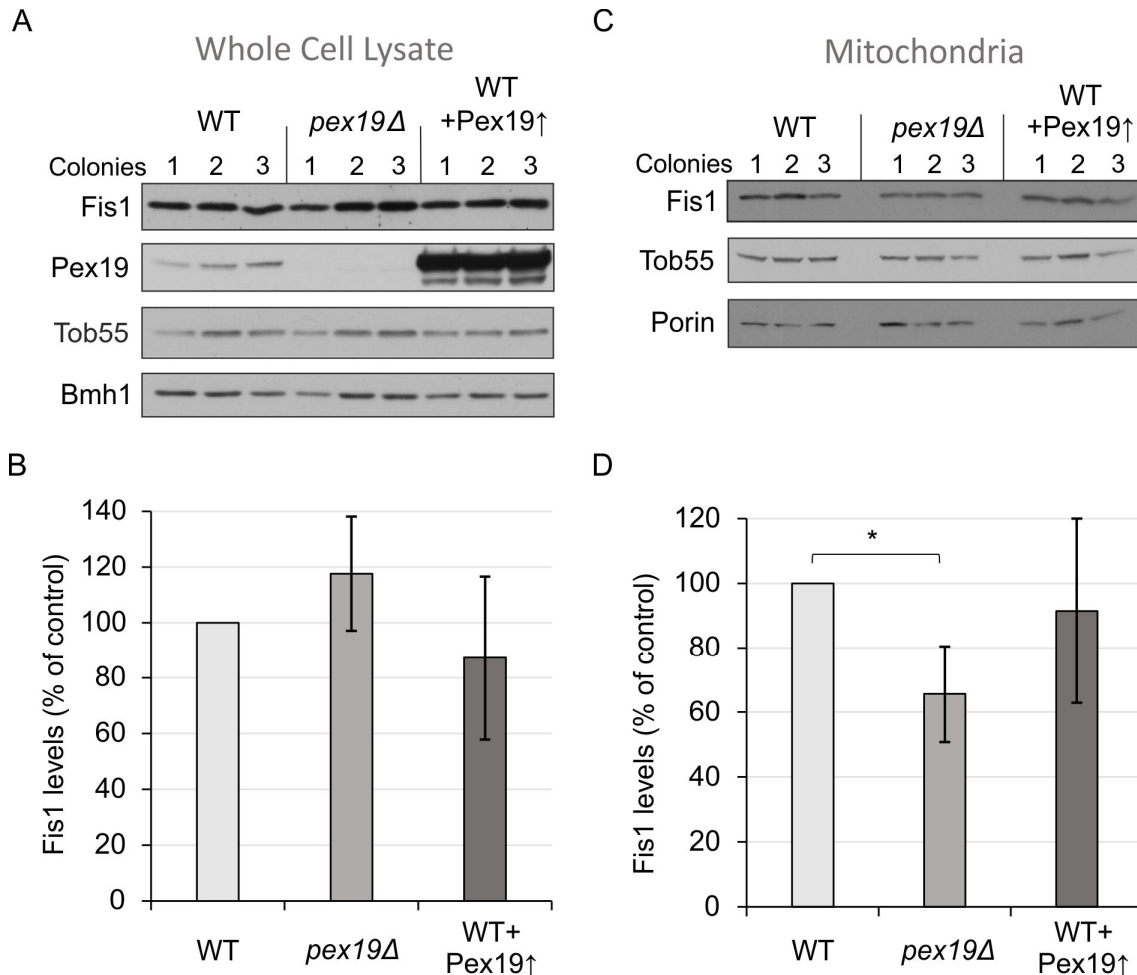 A
Whole Cell Lysate
WT
pex19Δ
WT
+Pex19↑
Colonies 1 2 3 1 2 3 1 2 3
Fis1
Pex19
Tob55
Bmh1
B
Fis1 levels (% of control)
140
120
100
80
60
40
20
0
WT
pex19Δ
WT+
Pex19↑
C
Mitochondria
WT
pex19Δ
WT
+Pex19↑
Colonies 1 2 3 1 2 3 1 2 3
Fis1
Tob55
Porin
D
Fis1 levels (% of control)
120
100
80
60
40
20
0
*
WT
pex19Δ
WT+
Pex19↑